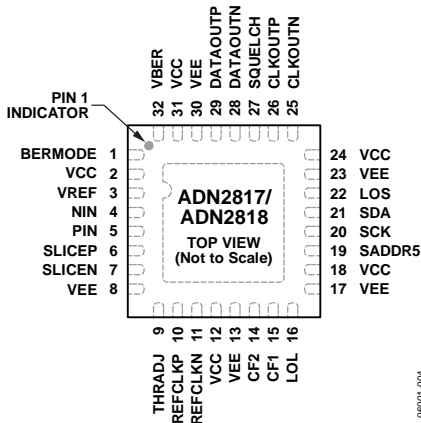 32 VBER
31 VCC
30 VEE
29 DATAOUTP
28 DATAOUTN
27 SQUELCH
26 CLKOUTP
25 CLKOUTN
PIN 1
INDICATOR
BERMODE 1
VCC 2
VREF 3
NIN 4
PIN 5
SLICEP 6
SLICEN 7
VEE 8
ADN2817/
ADN2818
TOP VIEW
(Not to Scale)
24 VCC
23 VEE
22 LOS
21 SDA
20 SCK
19 SADDR5
18 VCC
17 VEE
THRADJ 9
REFCLKP 10
REFCLKN 11
VCC 12
VEE 13
CF2 14
CF1 15
LOL 16
06001-004